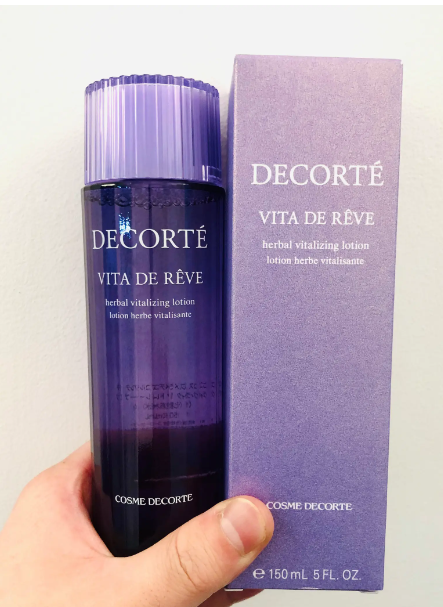 DECORTÉ
VITA DE RÊVE
herbal vitalizing lotion
lotion herbe vitalisante
COSME DECORTE
DECORTÉ
VITA DE RÊVE
herbal vitalizing lotion
lotion herbe vitalisante
COSME DECORTE
℮ 150 mL 5 FL. OZ.